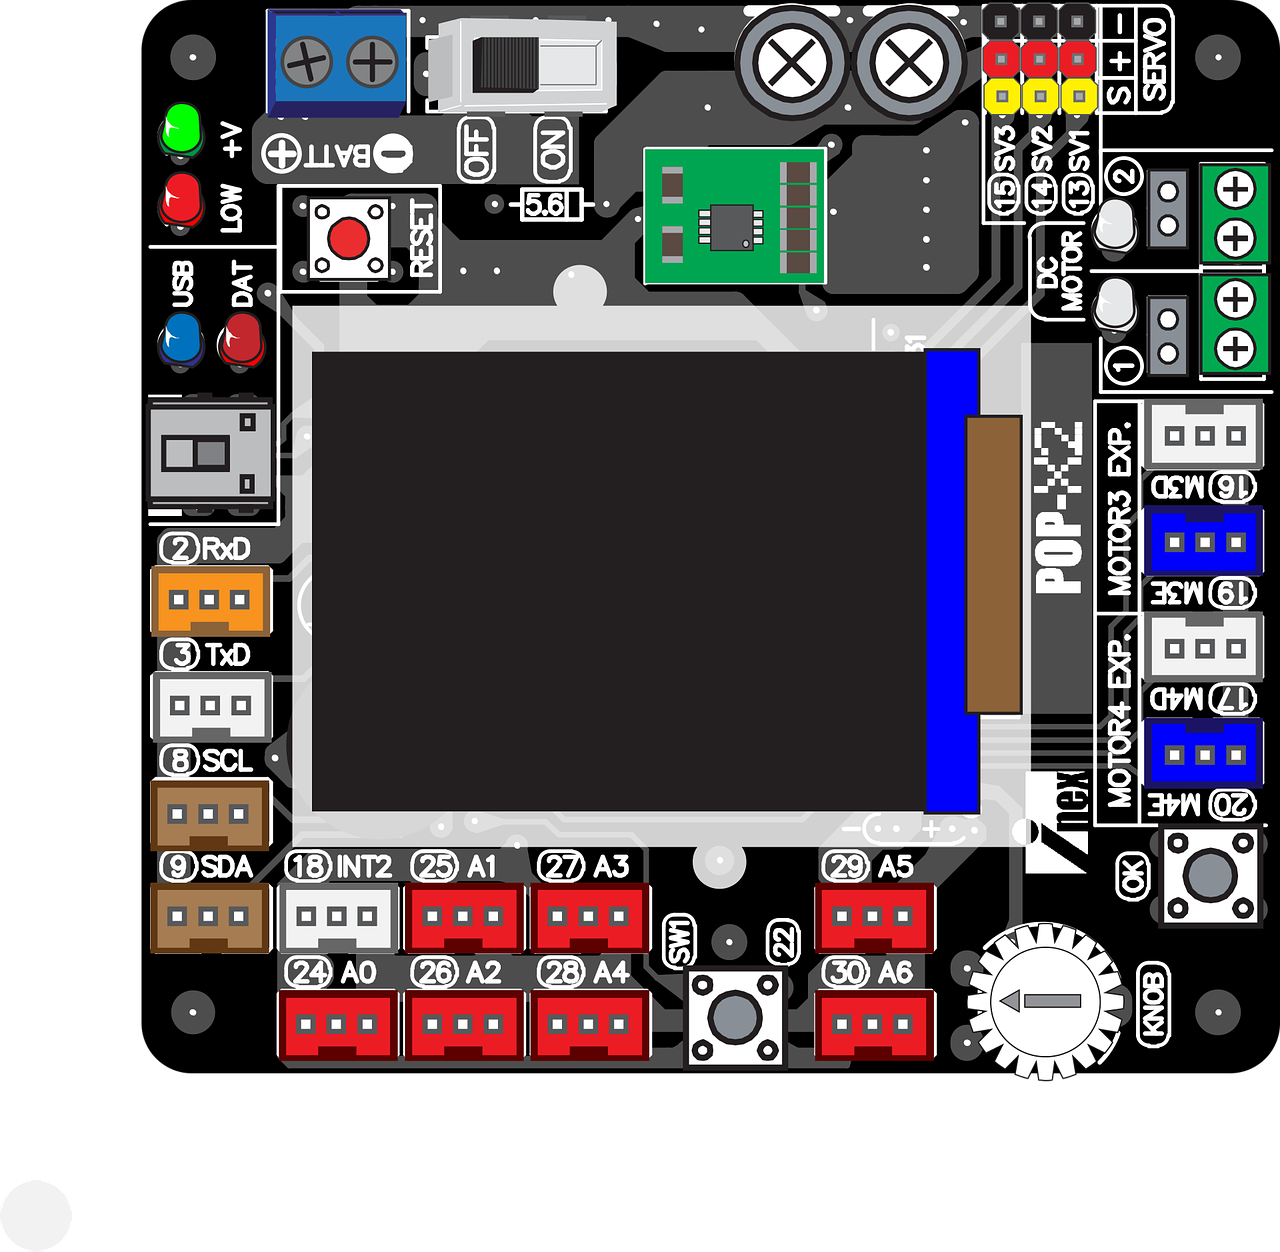 +V
LOW
BATT
OFF
ON
5.6
RESET
USB
DAT
S + -
SERVO
15 SV3
14 SV2
13 SV1
DC
MOTOR
2
1
POP-X2
MOTOR3 EXP.
16 M3D
19 M3E
MOTOR4 EXP.
17 M4D
20 M4E
inex
OK
KNOB
2 RxD
3 TxD
8 SCL
9 SDA
18 INT2
25 A1
27 A3
29 A5
24 A0
26 A2
28 A4
30 A6
SW1
22